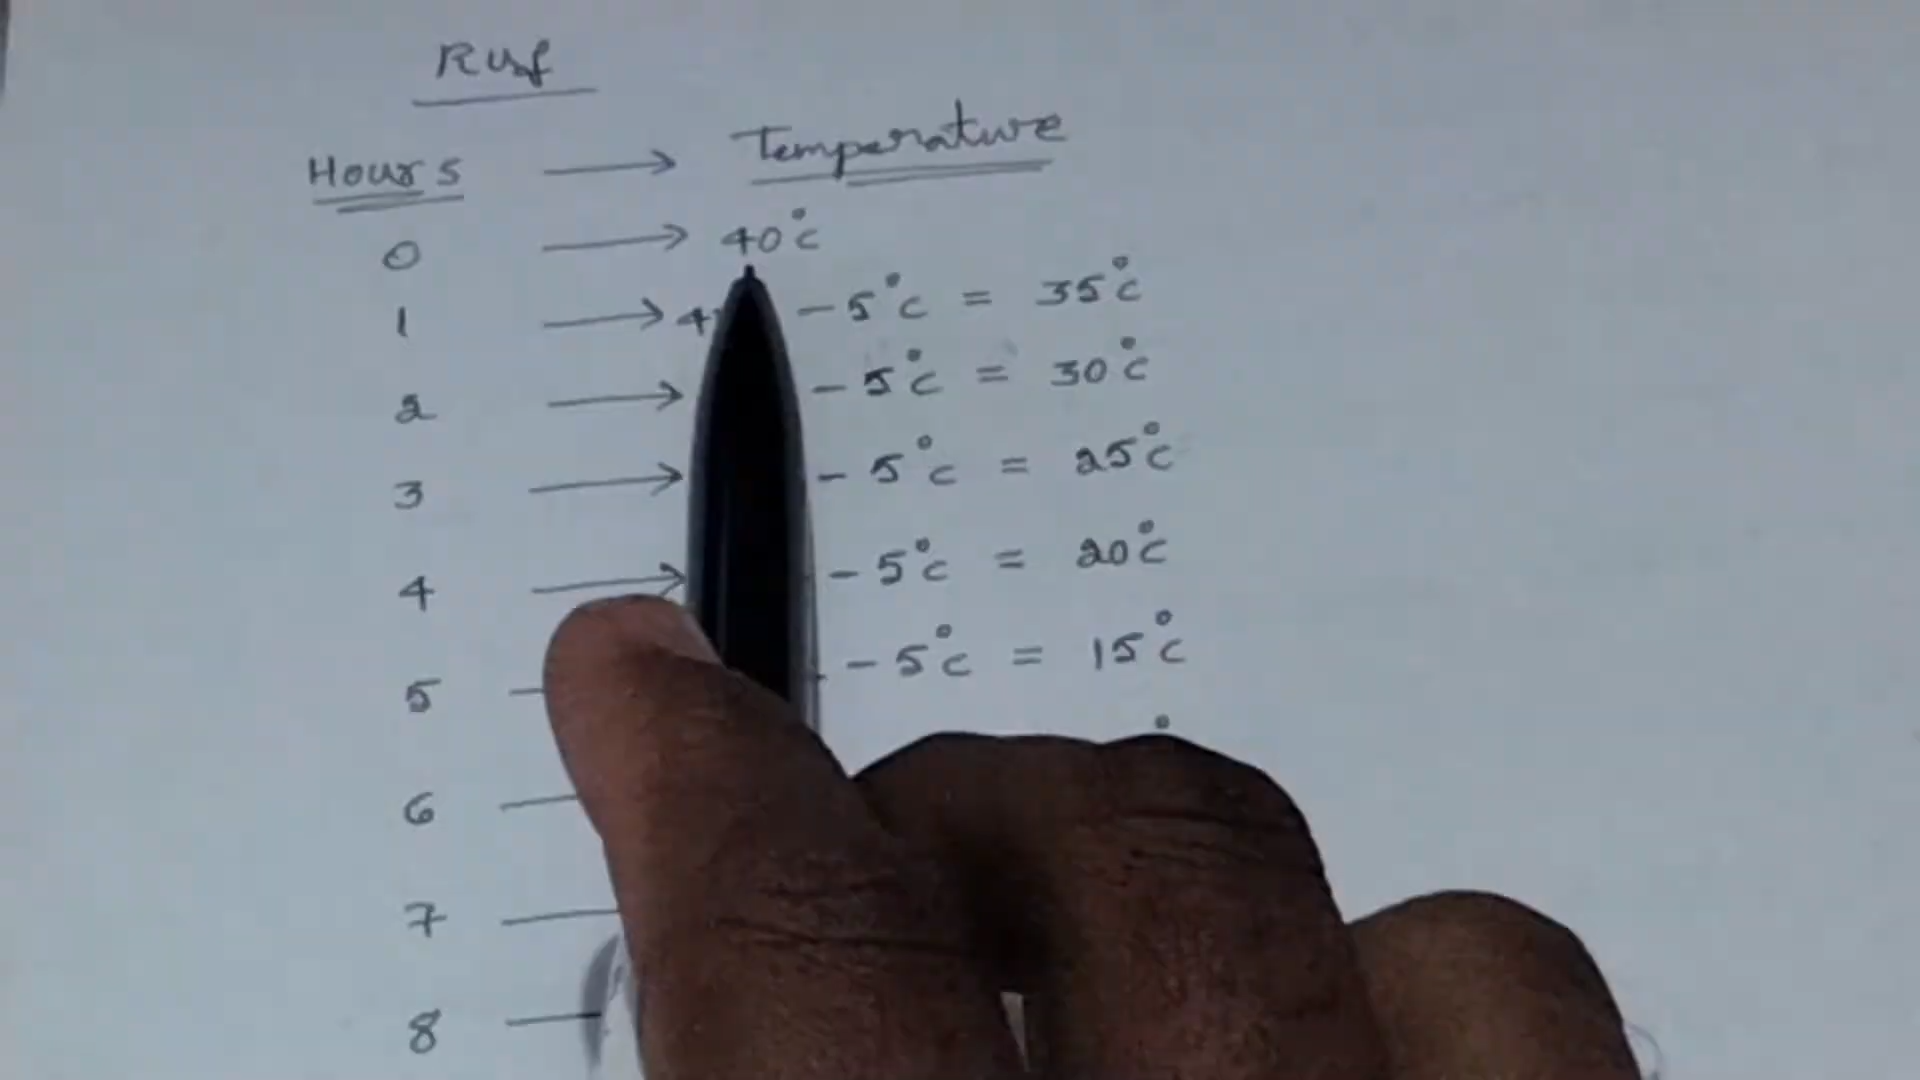 Ruf
Hours → Temperature
0 → 40°C
1 → 4 - 5°C = 35°C
2 → - 5°C = 30°C
3 → - 5°C = 25°C
4 → - 5°C = 20°C
5 - 5°C = 15°C
6
7
8